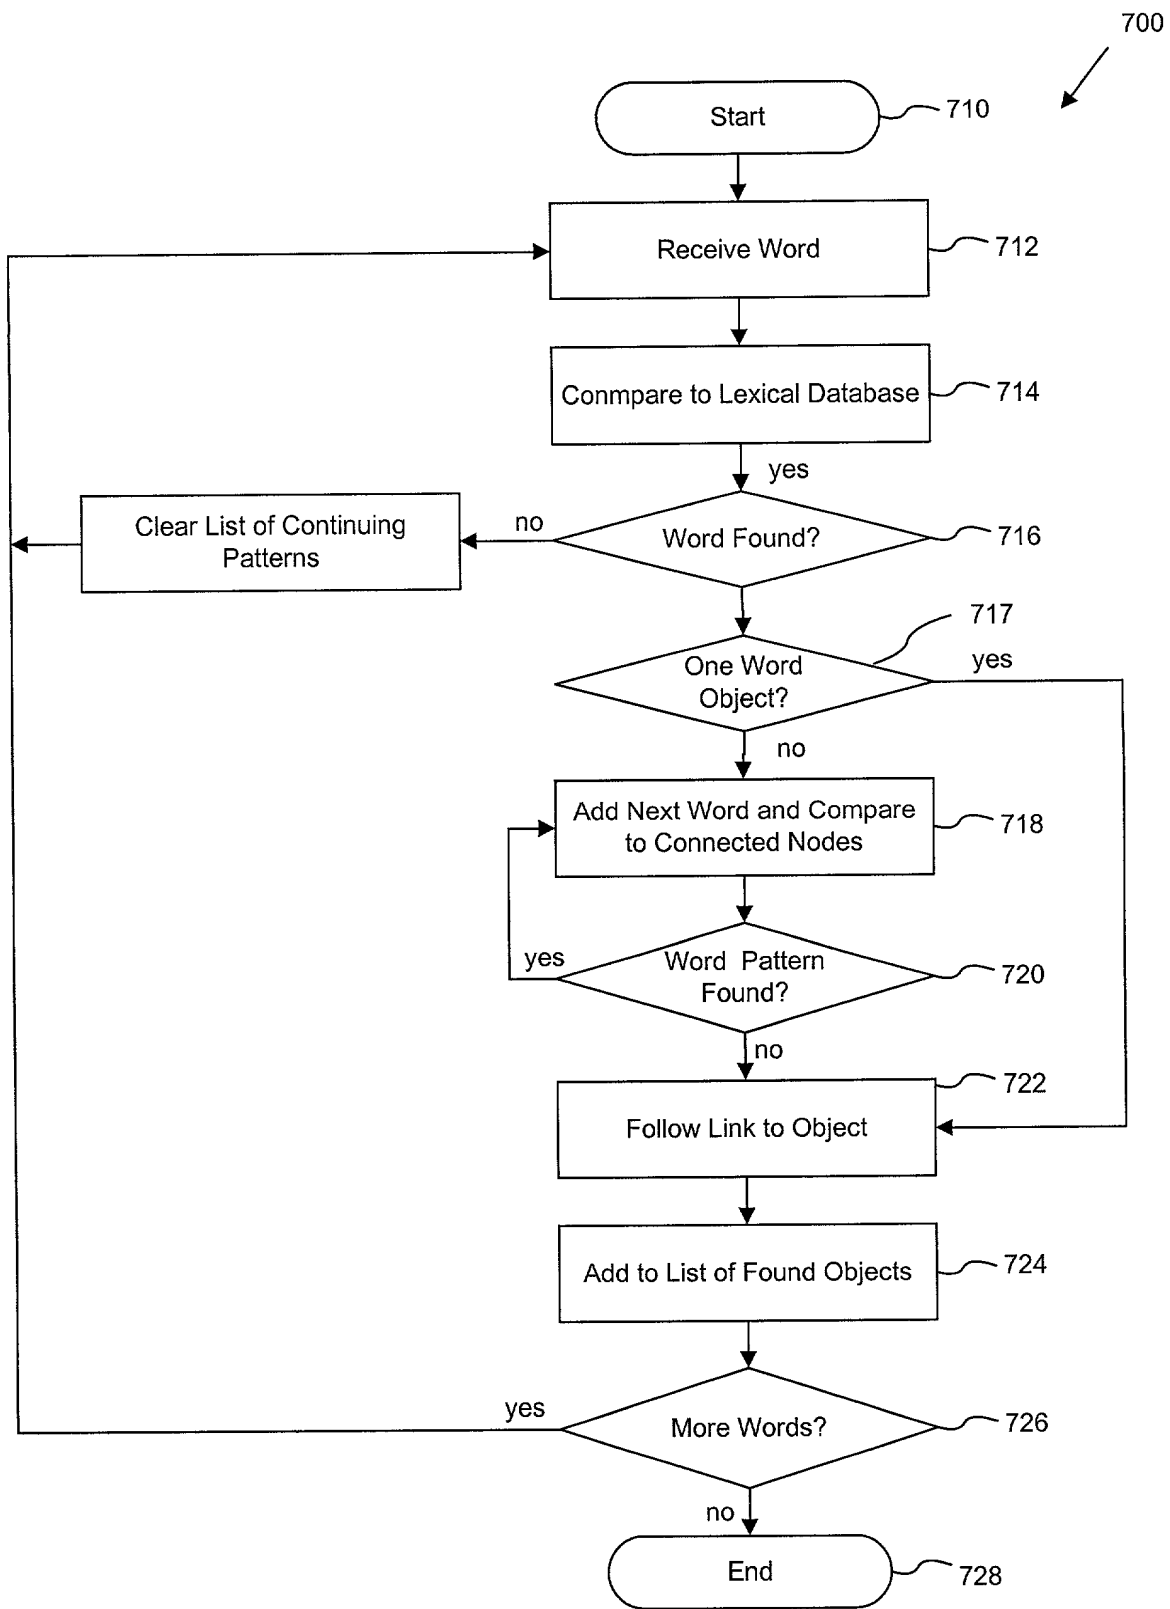 700
Start
710
Receive Word
712
Conmpare to Lexical Database
714
yes
Clear List of Continuing
Patterns
no
Word Found?
716
717
One Word
Object?
yes
no
Add Next Word and Compare
to Connected Nodes
718
yes
Word Pattern
Found?
720
no
722
Follow Link to Object
Add to List of Found Objects
724
yes
More Words?
726
no
End
728